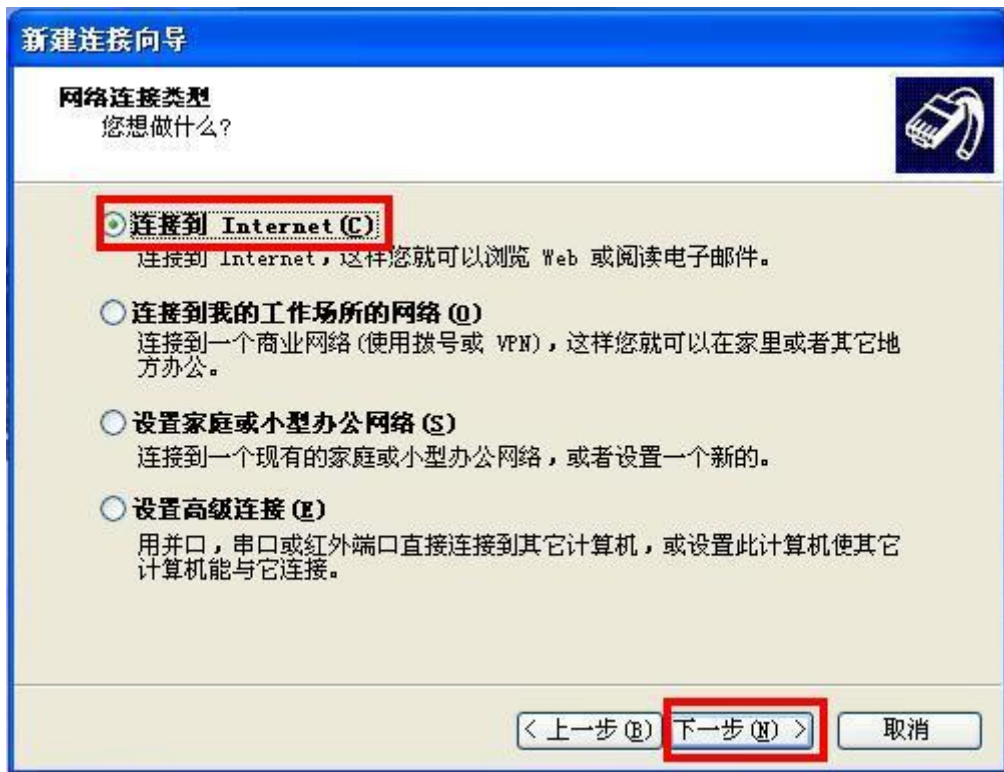 新建连接向导
网络连接类型
您想做什么?
连接到 Internet(C)
连接到 Internet,这样您就可以浏览 Web 或阅读电子邮件。
连接到我的工作场所的网络(O)
连接到一个商业网络(使用拨号或 VPN),这样您就可以在家里或者其它地
方办公。
设置家庭或小型办公网络(S)
连接到一个现有的家庭或小型办公网络,或者设置一个新的。
设置高级连接(E)
用并口,串口或红外端口直接连接到其它计算机,或设置此计算机使其它
计算机能与它连接。
< 上一步(B) 下一步(N) > 取消